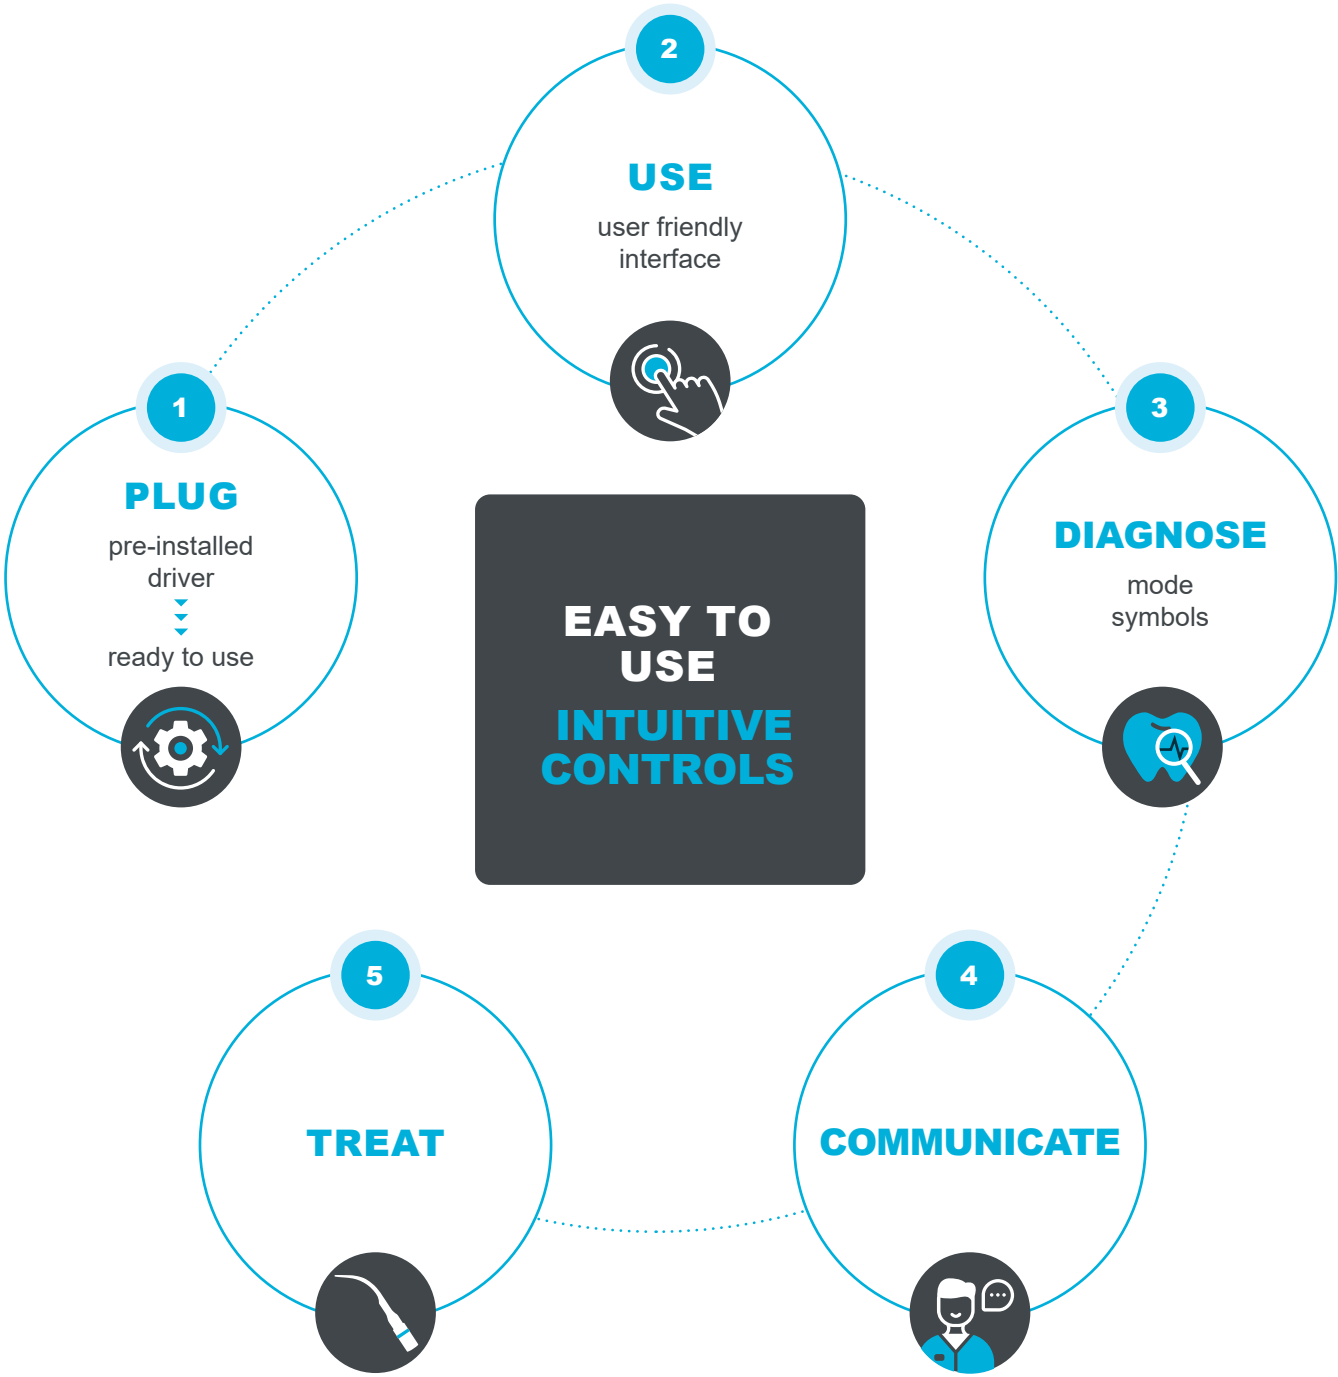 1
PLUG
pre-installed
driver
ready to use
2
USE
user friendly
interface
3
DIAGNOSE
mode
symbols
EASY TO
USE
INTUITIVE
CONTROLS
4
COMMUNICATE
5
TREAT